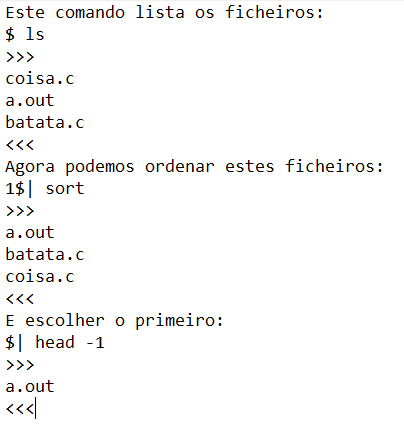 Este comando lista os ficheiros:
$ ls
>>>
coisa.c
a.out
batata.c
<<<
Agora podemos ordenar estes ficheiros:
1$| sort
>>>
a.out
batata.c
coisa.c
<<<
E escolher o primeiro:
$| head -1
>>>
a.out
<<<